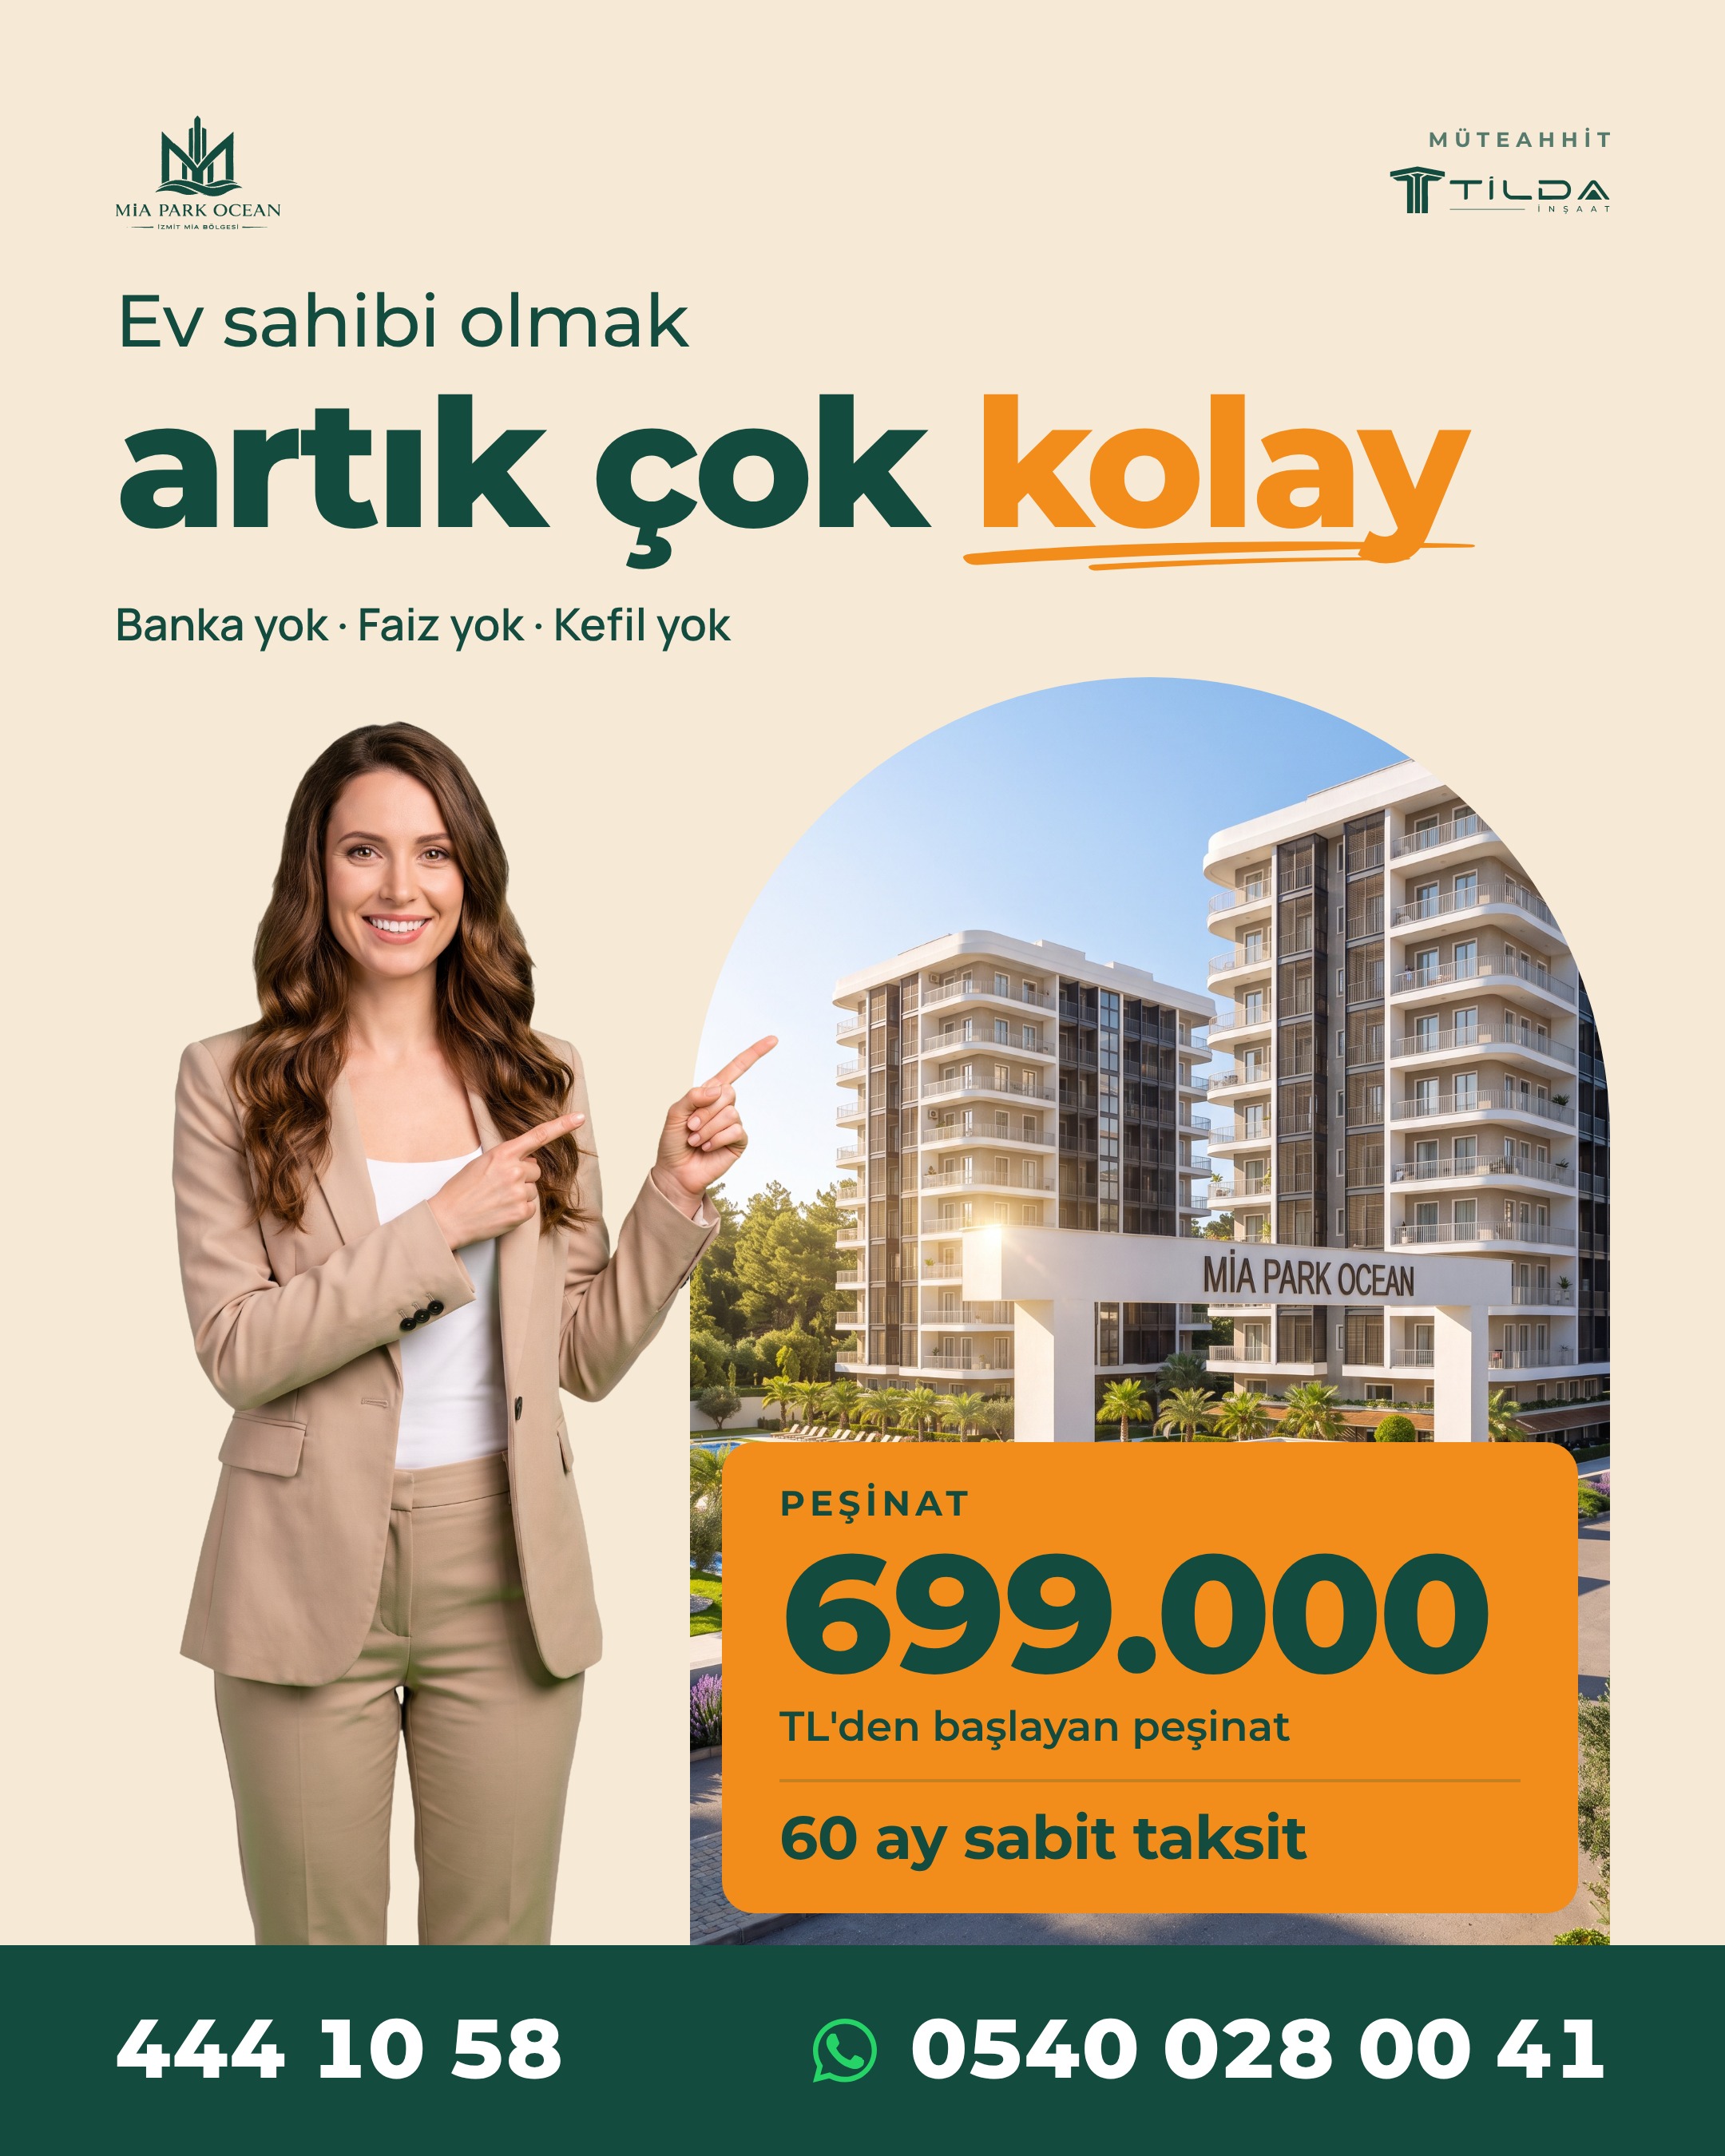 MİA PARK OCEAN
İZMİT MİA BÖLGESİ
MÜTEAHHİT
TİLDA
İNŞAAT
Ev sahibi olmak
artık çok kolay
Banka yok · Faiz yok · Kefil yok
MİA PARK OCEAN
PEŞİNAT
699.000
TL'den başlayan peşinat
60 ay sabit taksit
444 10 58
0540 028 00 41